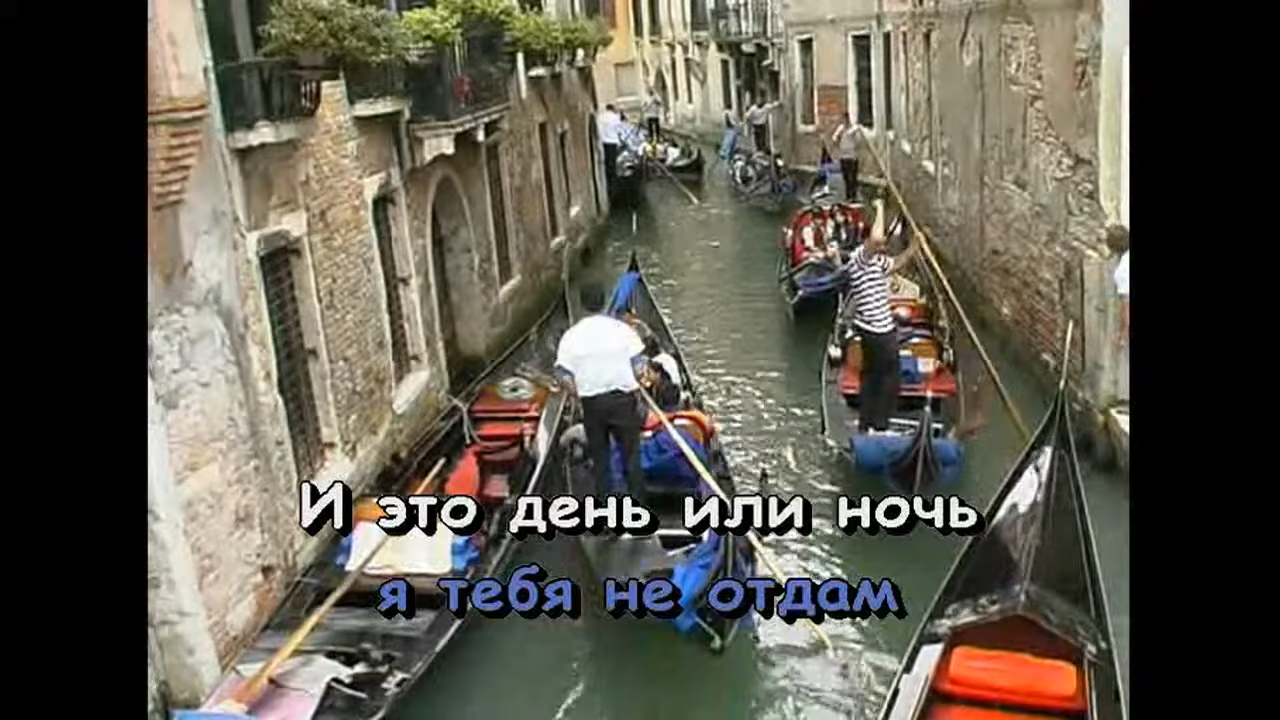 И это день или ночь
я тебя не отдам